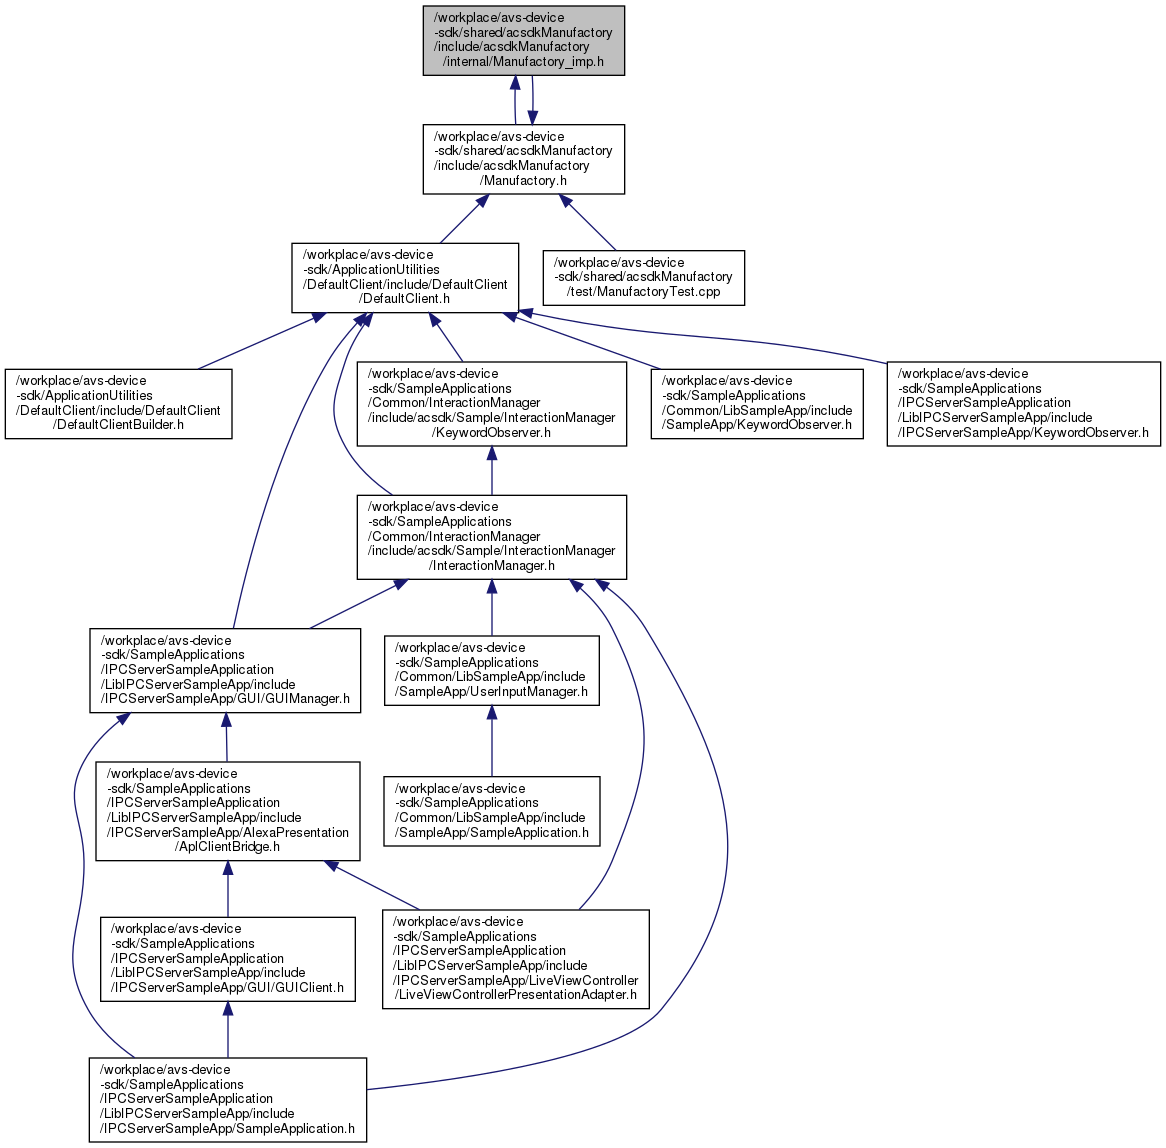 /workplace/avs-device
-sdk/shared/acsdkManufactory
/include/acsdkManufactory
/internal/Manufactory_imp.h
/workplace/avs-device
-sdk/shared/acsdkManufactory
/include/acsdkManufactory
/Manufactory.h
/workplace/avs-device
-sdk/ApplicationUtilities
/DefaultClient/include/DefaultClient
/DefaultClient.h
/workplace/avs-device
-sdk/shared/acsdkManufactory
/test/ManufactoryTest.cpp
/workplace/avs-device
-sdk/ApplicationUtilities
/DefaultClient/include/DefaultClient
/DefaultClientBuilder.h
/workplace/avs-device
-sdk/SampleApplications
/Common/InteractionManager
/include/acsdk/Sample/InteractionManager
/KeywordObserver.h
/workplace/avs-device
-sdk/SampleApplications
/Common/LibSampleApp/include
/SampleApp/KeywordObserver.h
/workplace/avs-device
-sdk/SampleApplications
/IPCServerSampleApplication
/LibIPCServerSampleApp/include
/IPCServerSampleApp/KeywordObserver.h
/workplace/avs-device
-sdk/SampleApplications
/Common/InteractionManager
/include/acsdk/Sample/InteractionManager
/InteractionManager.h
/workplace/avs-device
-sdk/SampleApplications
/IPCServerSampleApplication
/LibIPCServerSampleApp/include
/IPCServerSampleApp/GUI/GUIManager.h
/workplace/avs-device
-sdk/SampleApplications
/Common/LibSampleApp/include
/SampleApp/UserInputManager.h
/workplace/avs-device
-sdk/SampleApplications
/IPCServerSampleApplication
/LibIPCServerSampleApp/include
/IPCServerSampleApp/AlexaPresentation
/AplClientBridge.h
/workplace/avs-device
-sdk/SampleApplications
/Common/LibSampleApp/include
/SampleApp/SampleApplication.h
/workplace/avs-device
-sdk/SampleApplications
/IPCServerSampleApplication
/LibIPCServerSampleApp/include
/IPCServerSampleApp/GUI/GUIClient.h
/workplace/avs-device
-sdk/SampleApplications
/IPCServerSampleApplication
/LibIPCServerSampleApp/include
/IPCServerSampleApp/LiveViewController
/LiveViewControllerPresentationAdapter.h
/workplace/avs-device
-sdk/SampleApplications
/IPCServerSampleApplication
/LibIPCServerSampleApp/include
/IPCServerSampleApp/SampleApplication.h